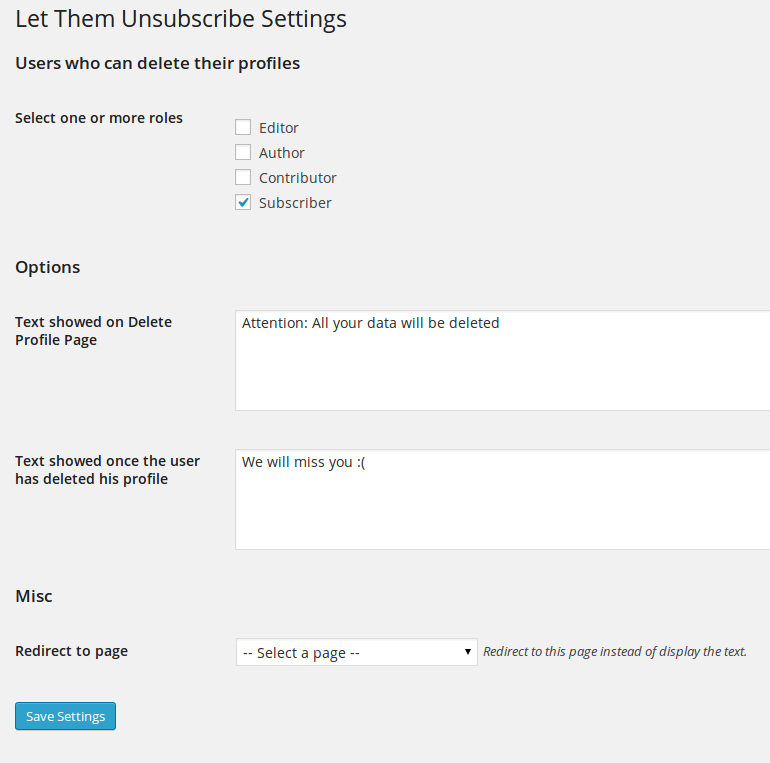 Let Them Unsubscribe Settings
Users who can delete their profiles
Select one or more roles
Editor
Author
Contributor
Subscriber
Options
Text showed on Delete
Profile Page
Attention: All your data will be deleted
Text showed once the user
has deleted his profile
We will miss you :(
Misc
Redirect to page
-- Select a page --
Redirect to this page instead of display the text.
Save Settings